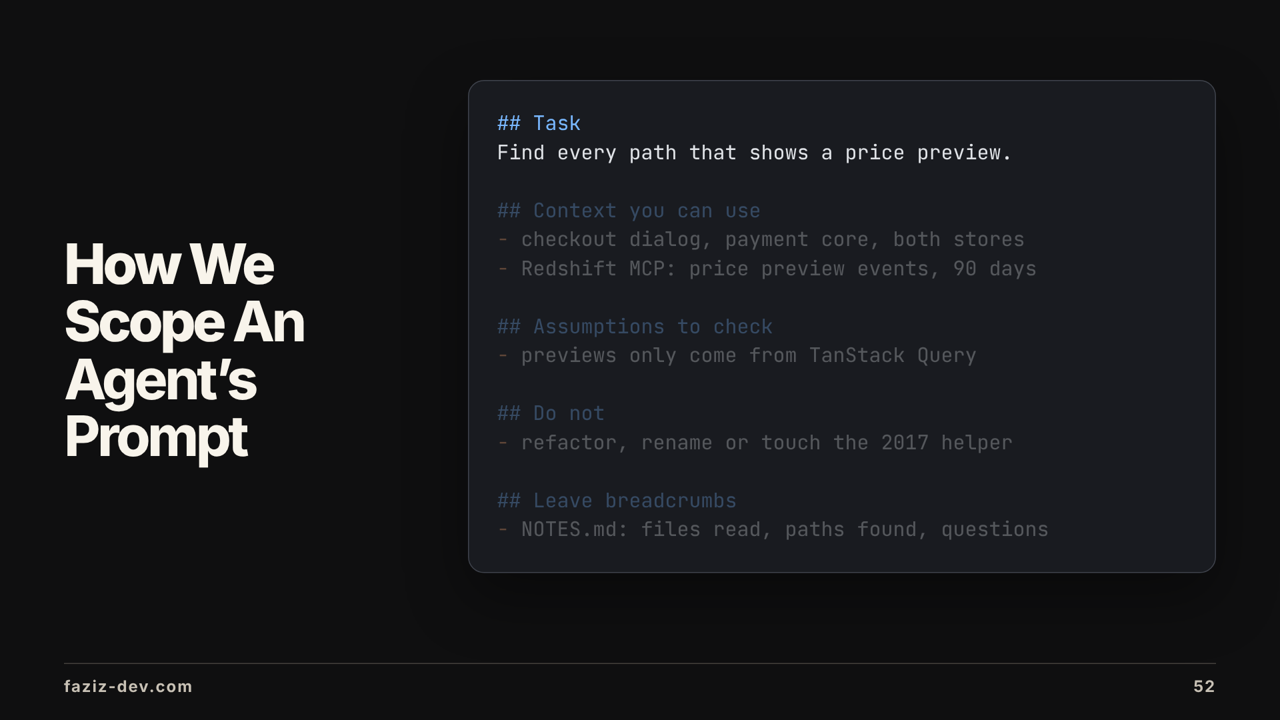 How We
Scope An
Agent’s
Prompt
## Task
Find every path that shows a price preview.
## Context you can use
- checkout dialog, payment core, both stores
- Redshift MCP: price preview events, 90 days
## Assumptions to check
- previews only come from TanStack Query
## Do not
- refactor, rename or touch the 2017 helper
## Leave breadcrumbs
- NOTES.md: files read, paths found, questions
faziz-dev.com
52